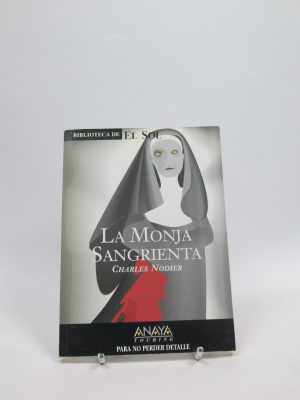 BIBLIOTECA DE EL SOL
LA MONJA
SANGRIENTA
CHARLES NODIER
ANAYA
TOURING
PARA NO PERDER DETALLE